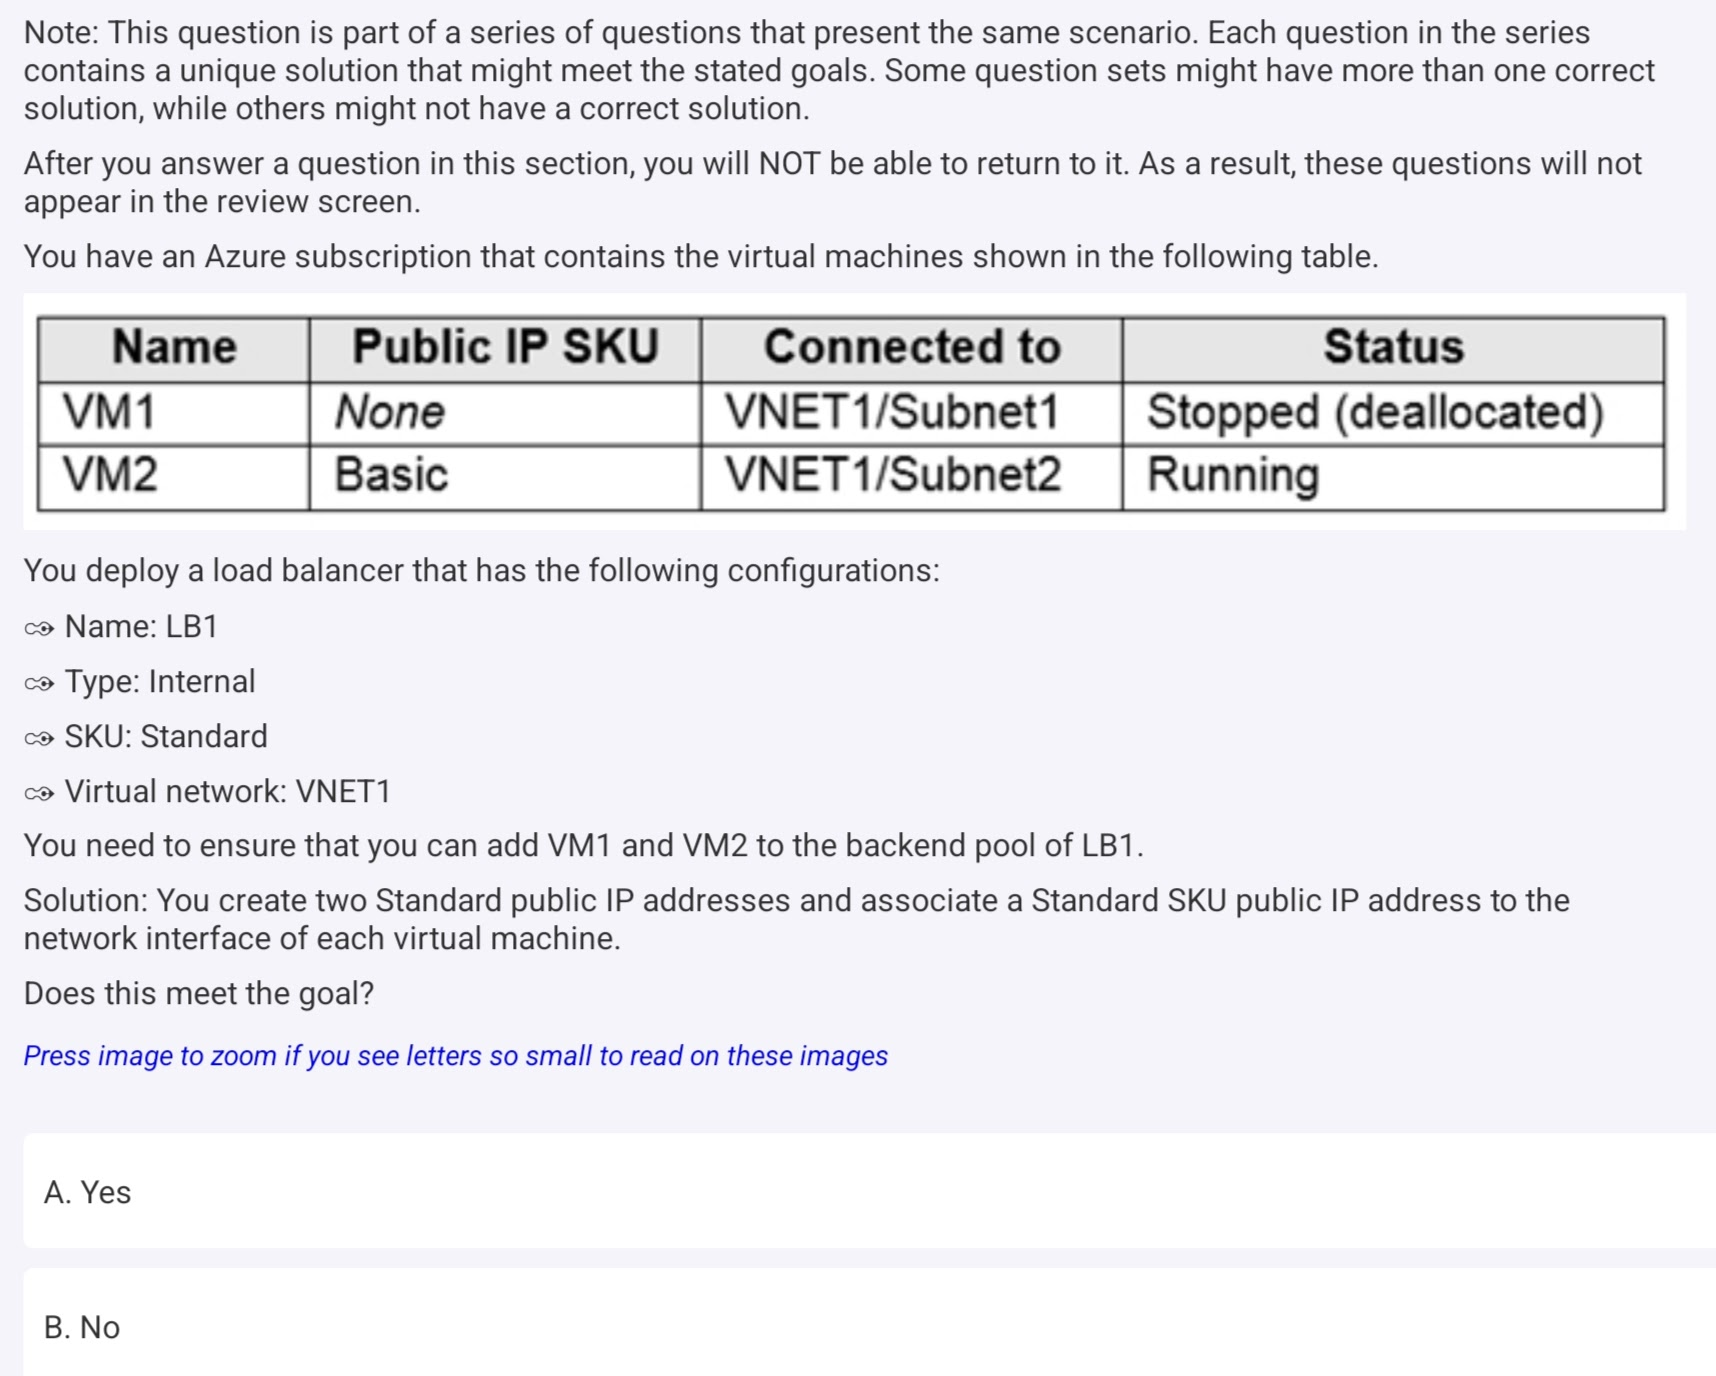 Note: This question is part of a series of questions that present the same scenario. Each question in the series
contains a unique solution that might meet the stated goals. Some question sets might have more than one correct
solution, while others might not have a correct solution.
After you answer a question in this section, you will NOT be able to return to it. As a result, these questions will not
appear in the review screen.
You have an Azure subscription that contains the virtual machines shown in the following table.
Name Public IP SKU Connected to Status
VM1 None VNET1/Subnet1 Stopped (deallocated)
VM2 Basic VNET1/Subnet2 Running
You deploy a load balancer that has the following configurations:
Name: LB1
Type: Internal
SKU: Standard
Virtual network: VNET1
You need to ensure that you can add VM1 and VM2 to the backend pool of LB1.
Solution: You create two Standard public IP addresses and associate a Standard SKU public IP address to the
network interface of each virtual machine.
Does this meet the goal?
Press image to zoom if you see letters so small to read on these images
A. Yes
B. No